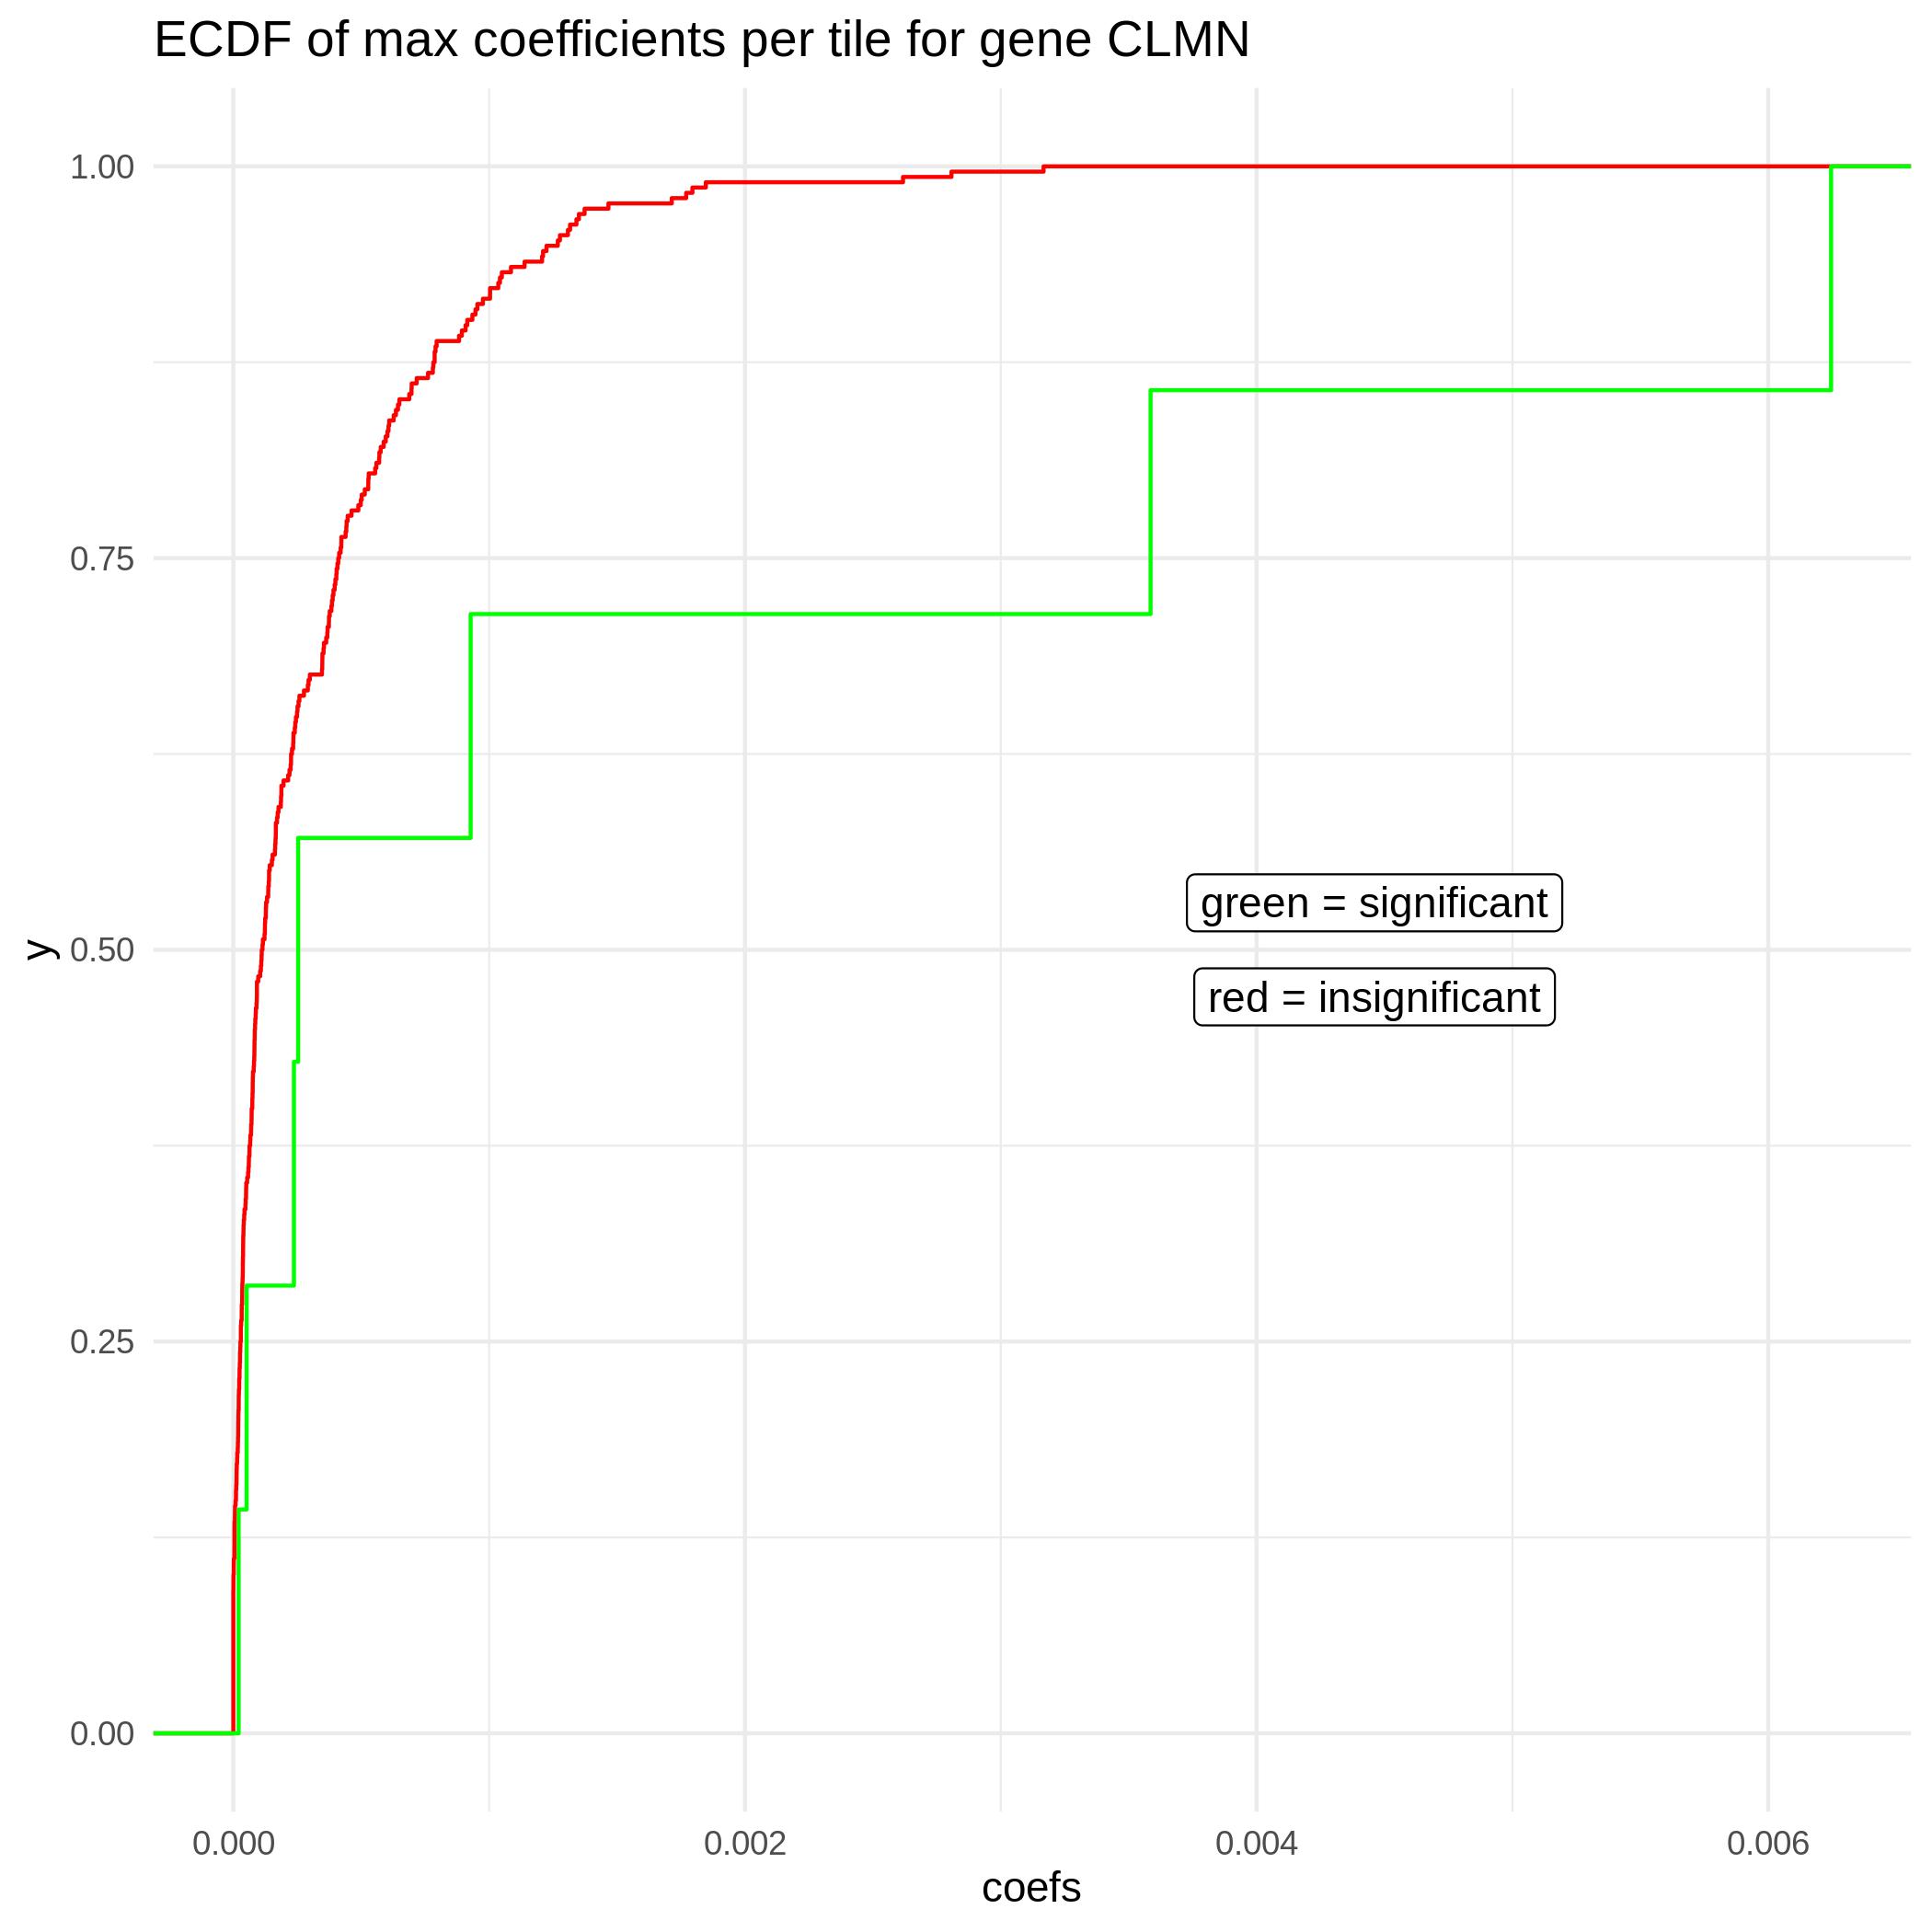 ECDF of max coefficients per tile for gene CLMN
1.00
0.75
0.50
0.25
0.00
y
green = significant
red = insignificant
0.000 0.002 0.004 0.006
coefs